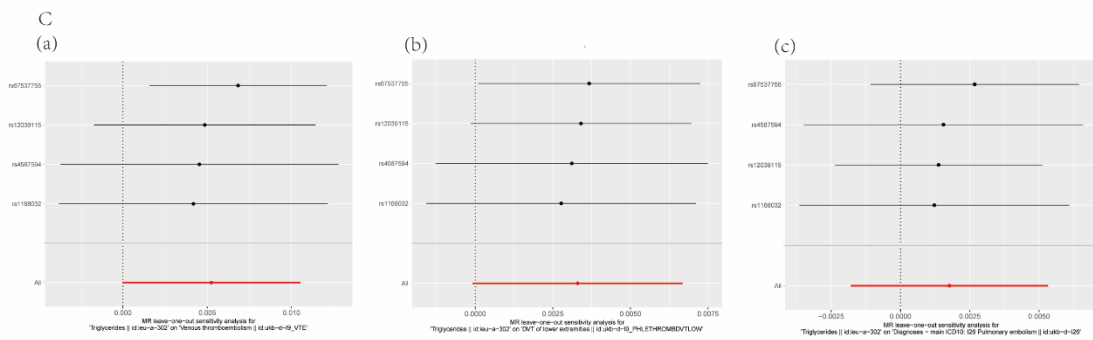 C
(a)
rs67537755
rs12039115
rs4587594
rs1168032
All
0.000
0.005
0.010
MR leave−one−out sensitivity analysis for
'Triglycerides || id:ieu−a−302' on 'Venous thromboembolism || id:ukb−d−I9_VTE'
(b)
rs67537755
rs12039115
rs4587594
rs1168032
All
0.0000
0.0025
0.0050
0.0075
MR leave−one−out sensitivity analysis for
'Triglycerides || id:ieu−a−302' on 'DVT of lower extremities || id:ukb−d−I9_PHLETHROMBDVTLOW'
(c)
rs67537755
rs4587594
rs12039115
rs1168032
All
−0.0025
0.0000
0.0025
0.0050
MR leave−one−out sensitivity analysis for
'Triglycerides || id:ieu−a−302' on 'Diagnoses − main ICD10: I26 Pulmonary embolism || id:ukb−d−I26'